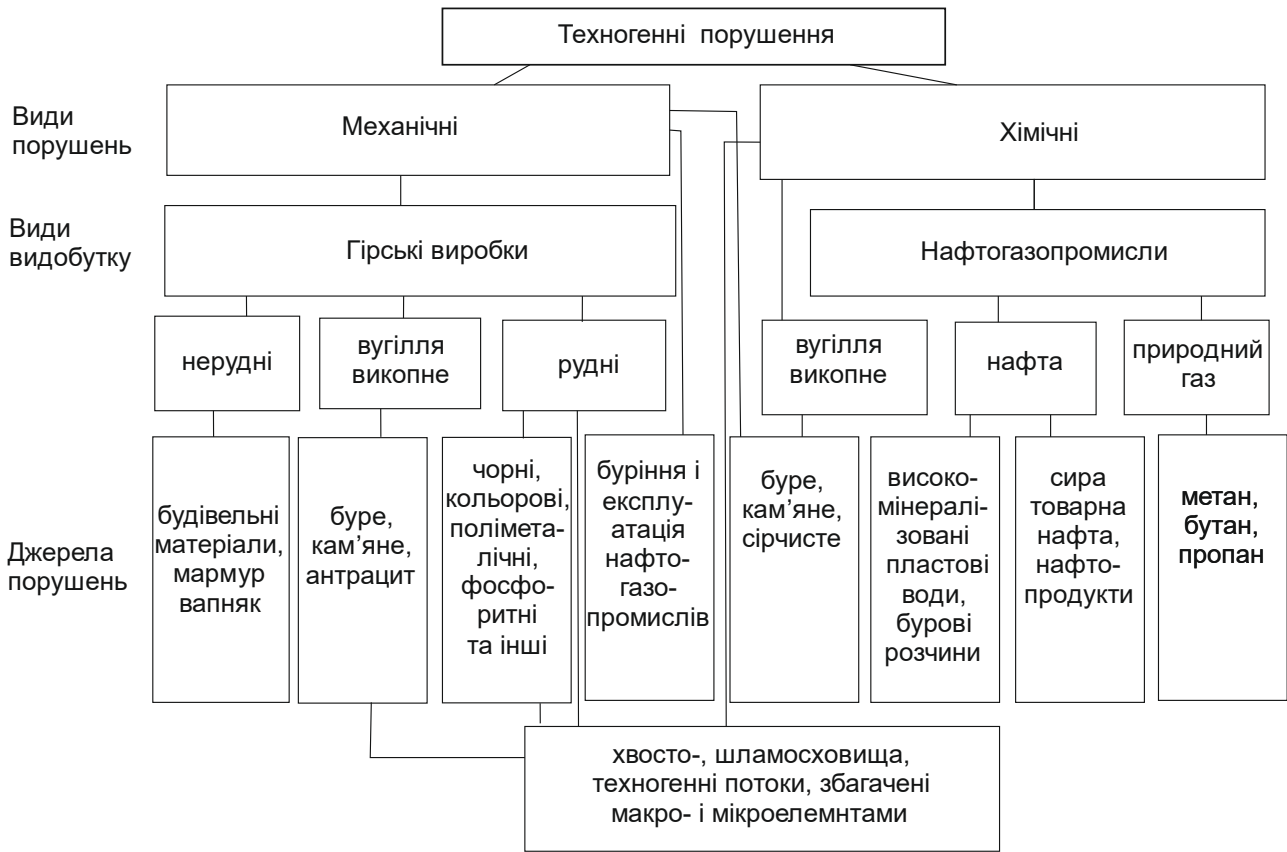 Техногенні порушення
Види
порушень
Механічні
Хімічні
Види
видобутку
Гірські виробки
Нафтогазопромисли
нерудні
вугілля
викопне
рудні
вугілля
викопне
нафта
природний
газ
Джерела
порушень
будівельні
матеріали,
мармур
вапняк
буре,
кам’яне,
антрацит
чорні,
кольорові,
полімета-
лічні,
фосфо-
ритні
та інші
буріння і
експлу-
атація
нафто-
газо-
промислів
буре,
кам’яне,
сірчисте
високо-
мінералі-
зовані
пластові
води,
бурові
розчини
сира
товарна
нафта,
нафто-
продукти
метан,
бутан,
пропан
хвосто-, шламосховища,
техногенні потоки, збагачені
макро- і мікроелемнтами